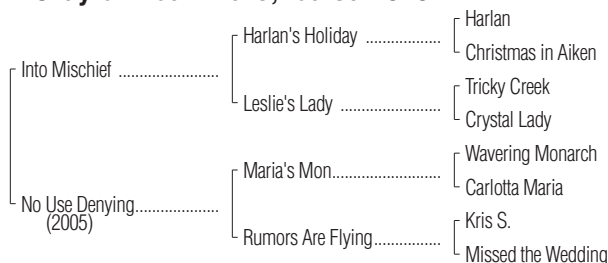 Harlan
Harlan's Holiday ..................
Christmas in Aiken
Into Mischief ........................
Tricky Creek
Leslie's Lady ........................
Crystal Lady
Wavering Monarch
Maria's Mon..........................
Carlotta Maria
No Use Denying....................
(2005)
Kris S.
Rumors Are Flying................
Missed the Wedding